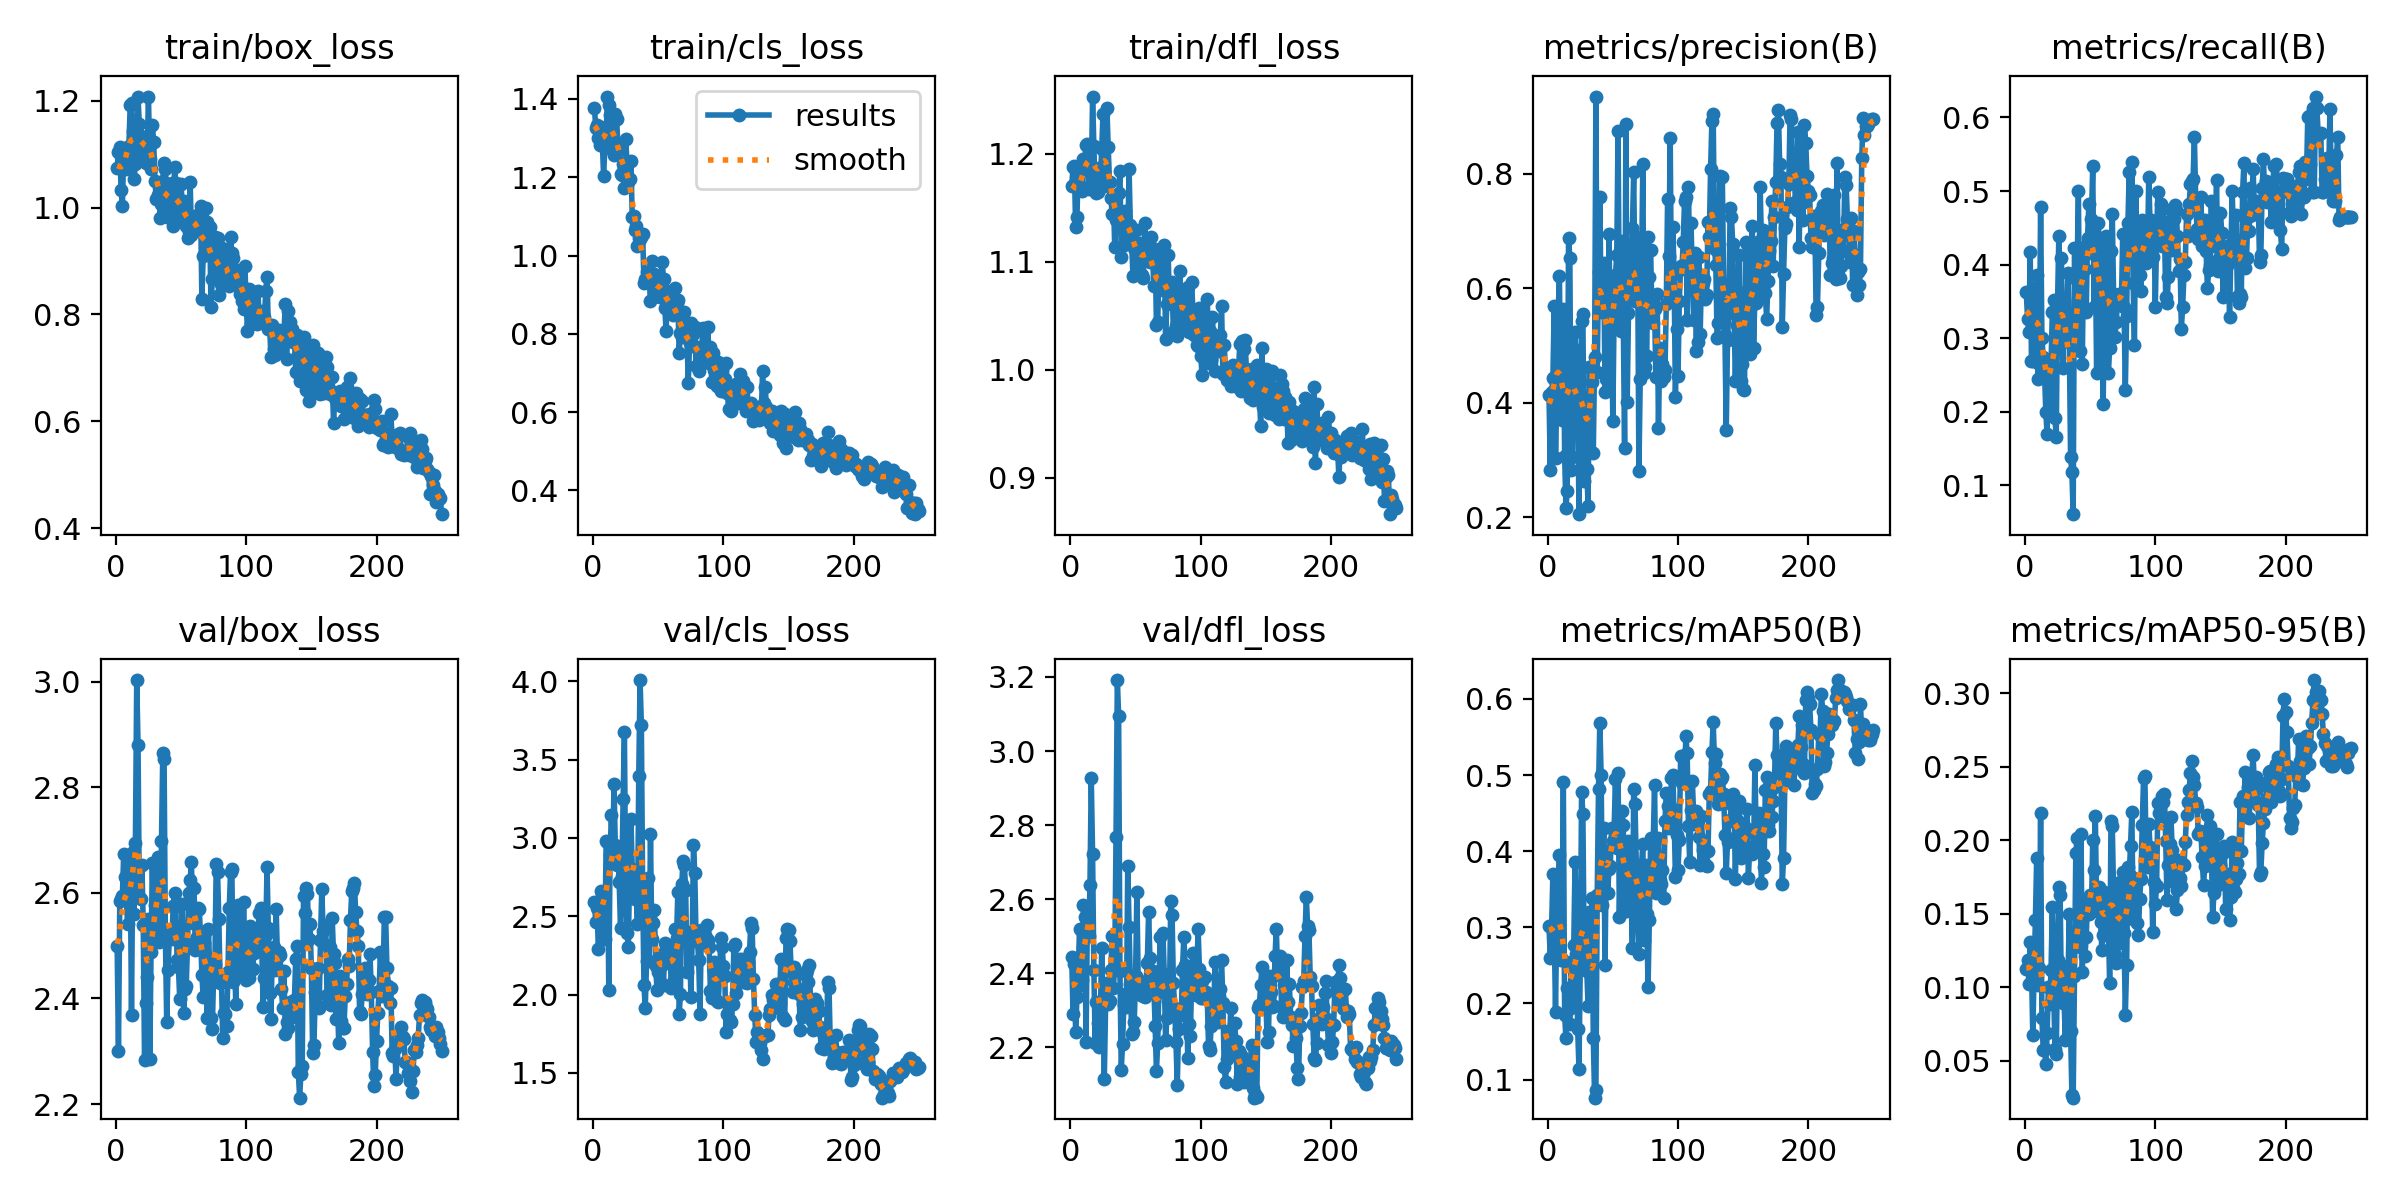 train/box_loss
1.2
1.0
0.8
0.6
0.4
0 100 200
train/cls_loss
results
smooth
1.4
1.2
1.0
0.8
0.6
0.4
0 100 200
train/dfl_loss
1.2
1.1
1.0
0.9
0 100 200
metrics/precision(B)
0.8
0.6
0.4
0.2
0 100 200
metrics/recall(B)
0.6
0.5
0.4
0.3
0.2
0.1
0 100 200
val/box_loss
3.0
2.8
2.6
2.4
2.2
0 100 200
val/cls_loss
4.0
3.5
3.0
2.5
2.0
1.5
0 100 200
val/dfl_loss
3.2
3.0
2.8
2.6
2.4
2.2
0 100 200
metrics/mAP50(B)
0.6
0.5
0.4
0.3
0.2
0.1
0 100 200
metrics/mAP50-95(B)
0.30
0.25
0.20
0.15
0.10
0.05
0 100 200